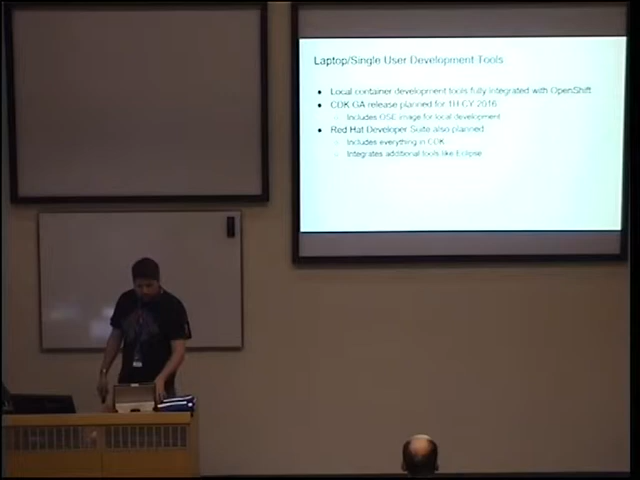 Laptop/Single User Development Tools
Local container development tools fully integrated with OpenShift
CDK GA release planned for 1H CY 2016
Includes OSE image for local development
Red Hat Developer Suite also planned
Includes everything in CDK
Integrates additional tools like Eclipse